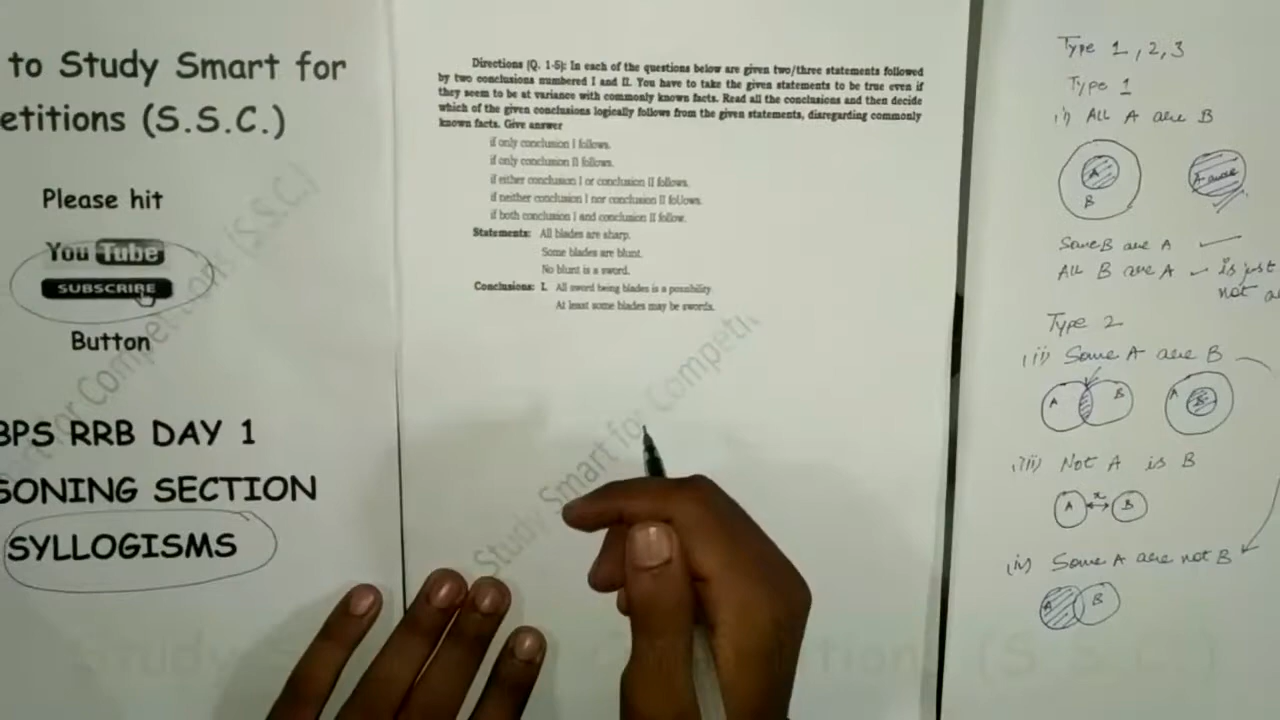 to Study Smart for
etitions (S.S.C.)
Please hit
You Tube
SUBSCRIBE
Button
BPS RRB DAY 1
SONING SECTION
SYLLOGISMS
Directions (Q. 1-5): In each of the questions below are given two/three statements followed
by two conclusions numbered I and II. You have to take the given statements to be true even if
they seem to be at variance with commonly known facts. Read all the conclusions and then decide
which of the given conclusions logically follows from the given statements, disregarding commonly
known facts. Give answer
if only conclusion I follows.
if only conclusion II follows.
if either conclusion I or conclusion II follows.
if neither conclusion I nor conclusion II foUows.
if both conclusion I and conclusion II follow.
Statements: All blades are sharp.
Some blades are blunt.
No blunt is a sword.
Conclusions: I. All sword being blades is a possibility
At least some blades may be swords.
Study Smart for Competiti
Type 1, 2, 3
Type 1
i) All A are B
A
B
Some B are A
All B are A is just
not a
Type 2
(ii) Some A are B
A B
A B
(iii) Not A is B
A x B
(iv) Some A are not B
A B